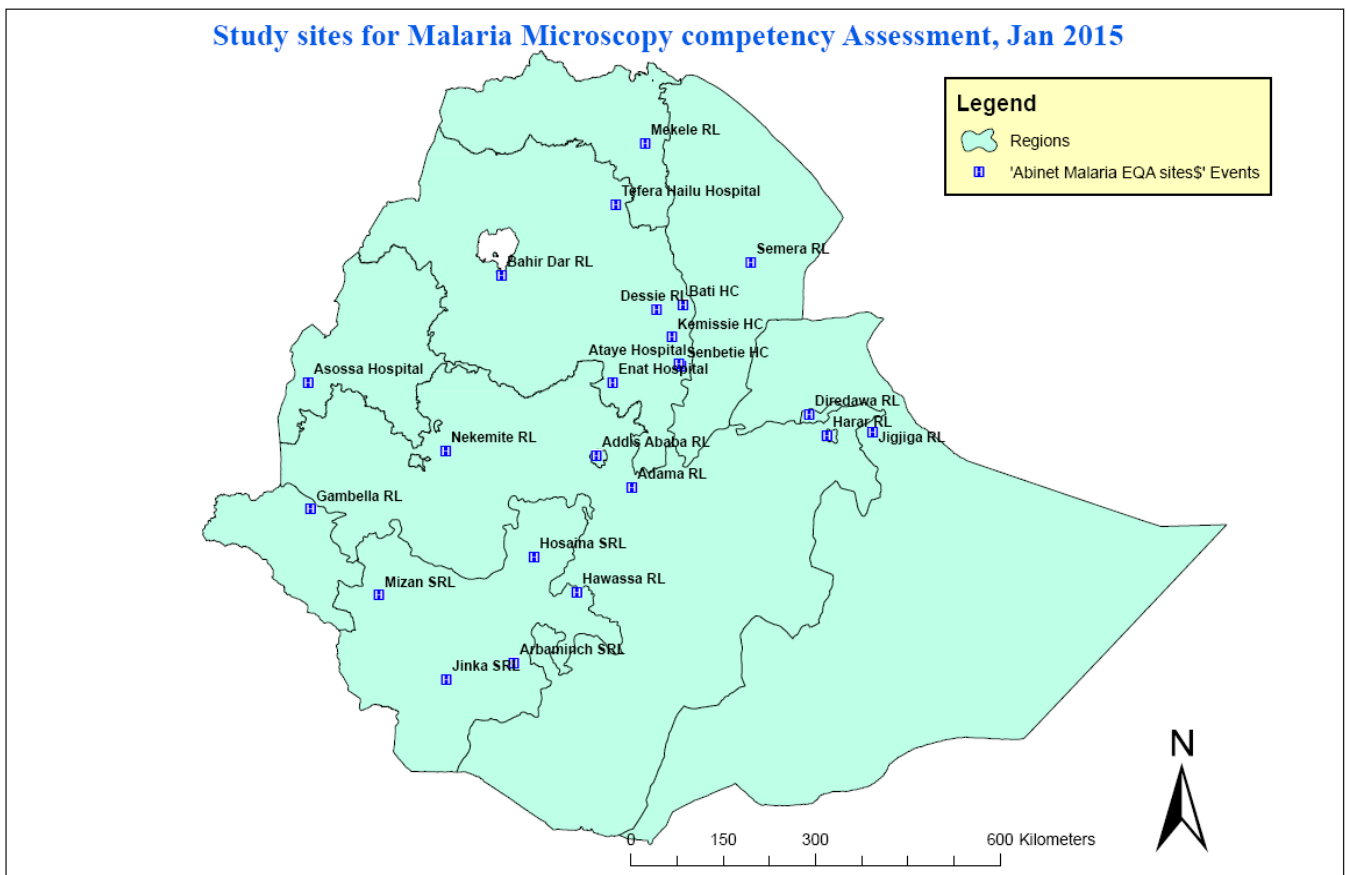 Study sites for Malaria Microscopy competency Assessment, Jan 2015
Legend
Regions
'Abinet Malaria EQA sites$' Events
Mekele RL
Tefera Hailu Hospital
Semera RL
Bahir Dar RL
Dessie RL
Bati HC
Kemissie HC
Ataye Hospital
Senbetie HC
Enat Hospital
Asossa Hospital
Diredawa RL
Harar RL
Jigjiga RL
Nekemite RL
Addis Ababa RL
Adama RL
Gambella RL
Hosaina SRL
Mizan SRL
Hawassa RL
Arbaminch SRL
Jinka SRL
N
0 150 300 600 Kilometers